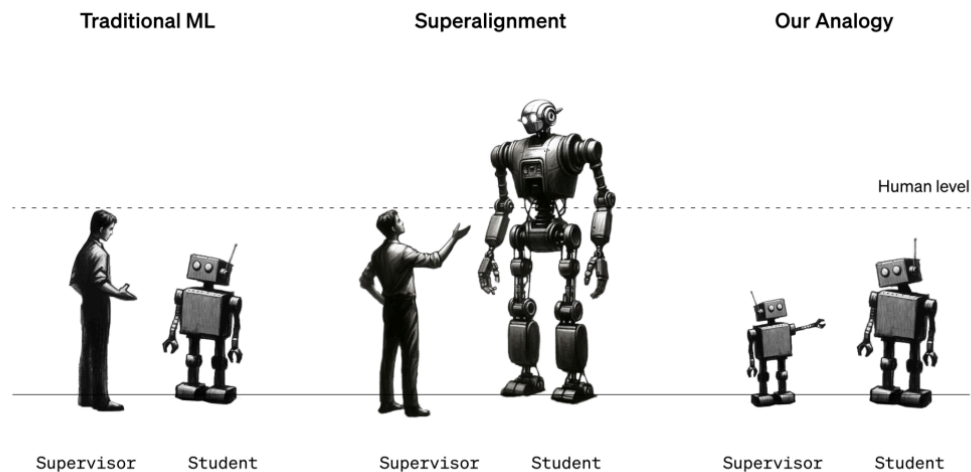 Traditional ML
Superalignment
Our Analogy
Human level
Supervisor
Student
Supervisor
Student
Supervisor
Student